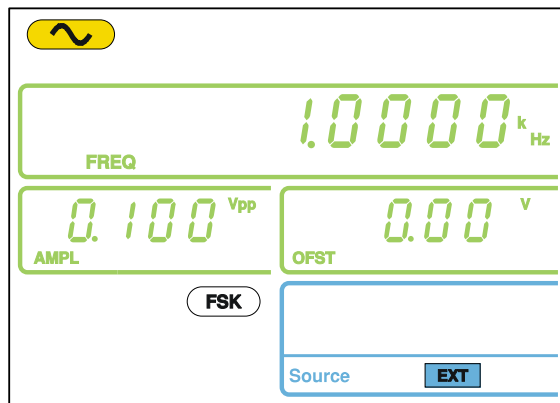 1.0000 k Hz
FREQ
0.100 Vpp
AMPL
0.00 V
OFST
FSK
Source EXT